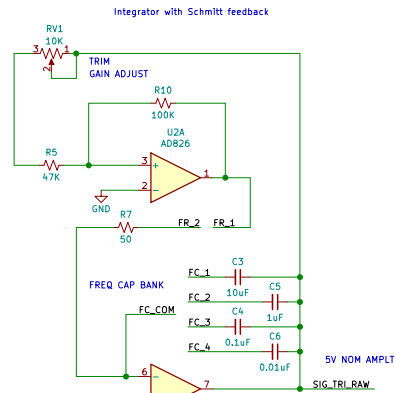 Integrator with Schmitt feedback
RV1
10K
3
1
2
TRIM
GAIN ADJUST
R10
100K
U2A
AD826
R5
47K
3
+
1
2
-
GND
R7
50
FR_2
FR_1
FREQ CAP BANK
FC_COM
FC_1
C3
10uF
FC_2
C5
1uF
FC_3
C4
0.1uF
FC_4
C6
0.01uF
5V NOM AMPLT
6
-
7
SIG_TRI_RAW